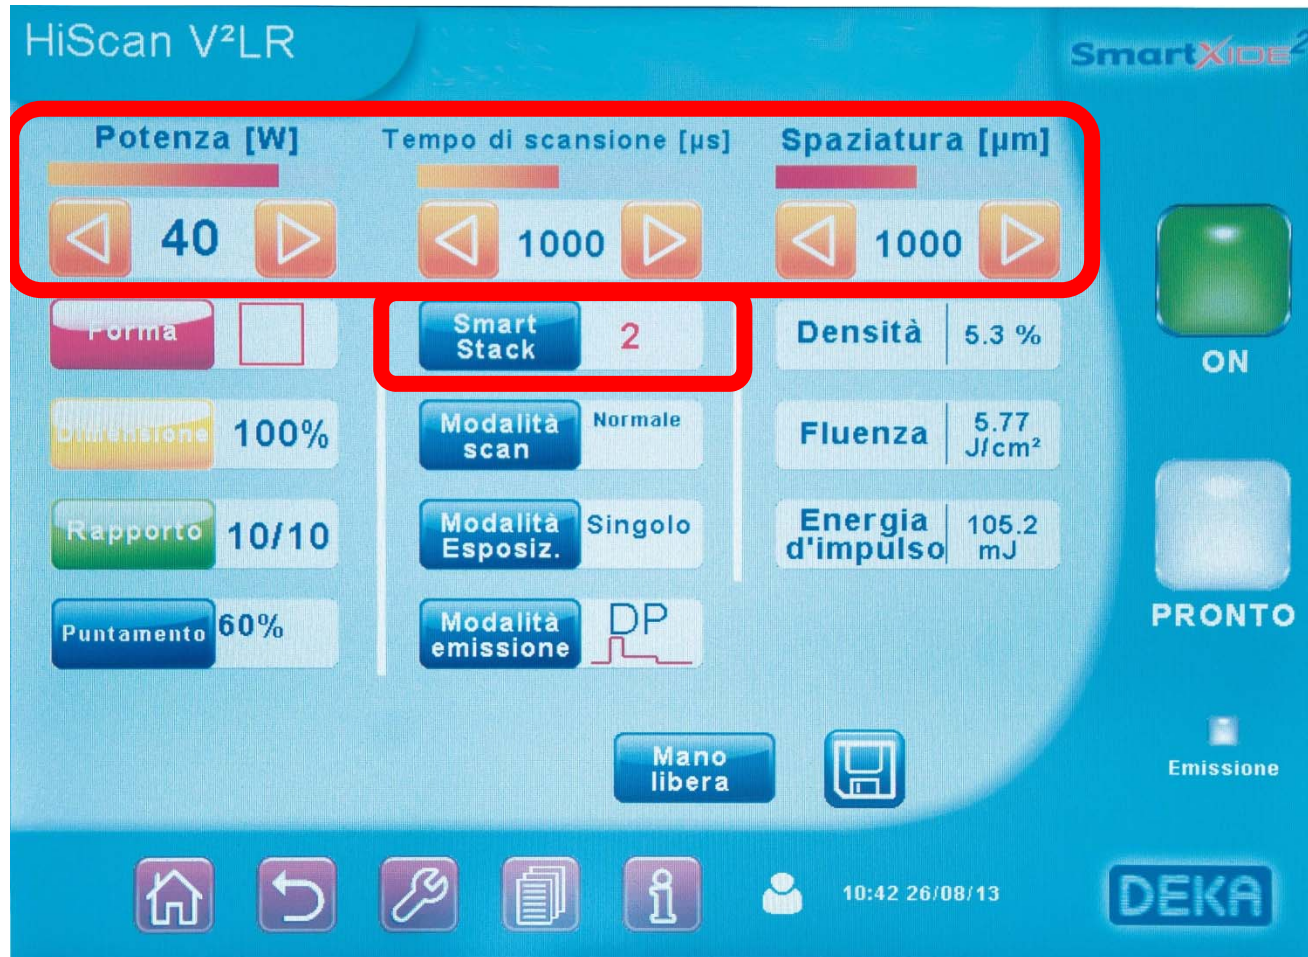 HiScan V²LR
SmartXIDE²
Potenza [W]
Tempo di scansione [µs]
Spaziatura [µm]
40
1000
1000
Forma
Smart
Stack
2
Densità
5.3 %
ON
Dimensione
100%
Modalità
scan
Normale
Fluenza
5.77
J/cm²
Rapporto
10/10
Modalità
Esposiz.
Singolo
Energia
d'impulso
105.2
mJ
Puntamento
60%
Modalità
emissione
DP
PRONTO
Mano
libera
Emissione
i
10:42 26/08/13
DEKA